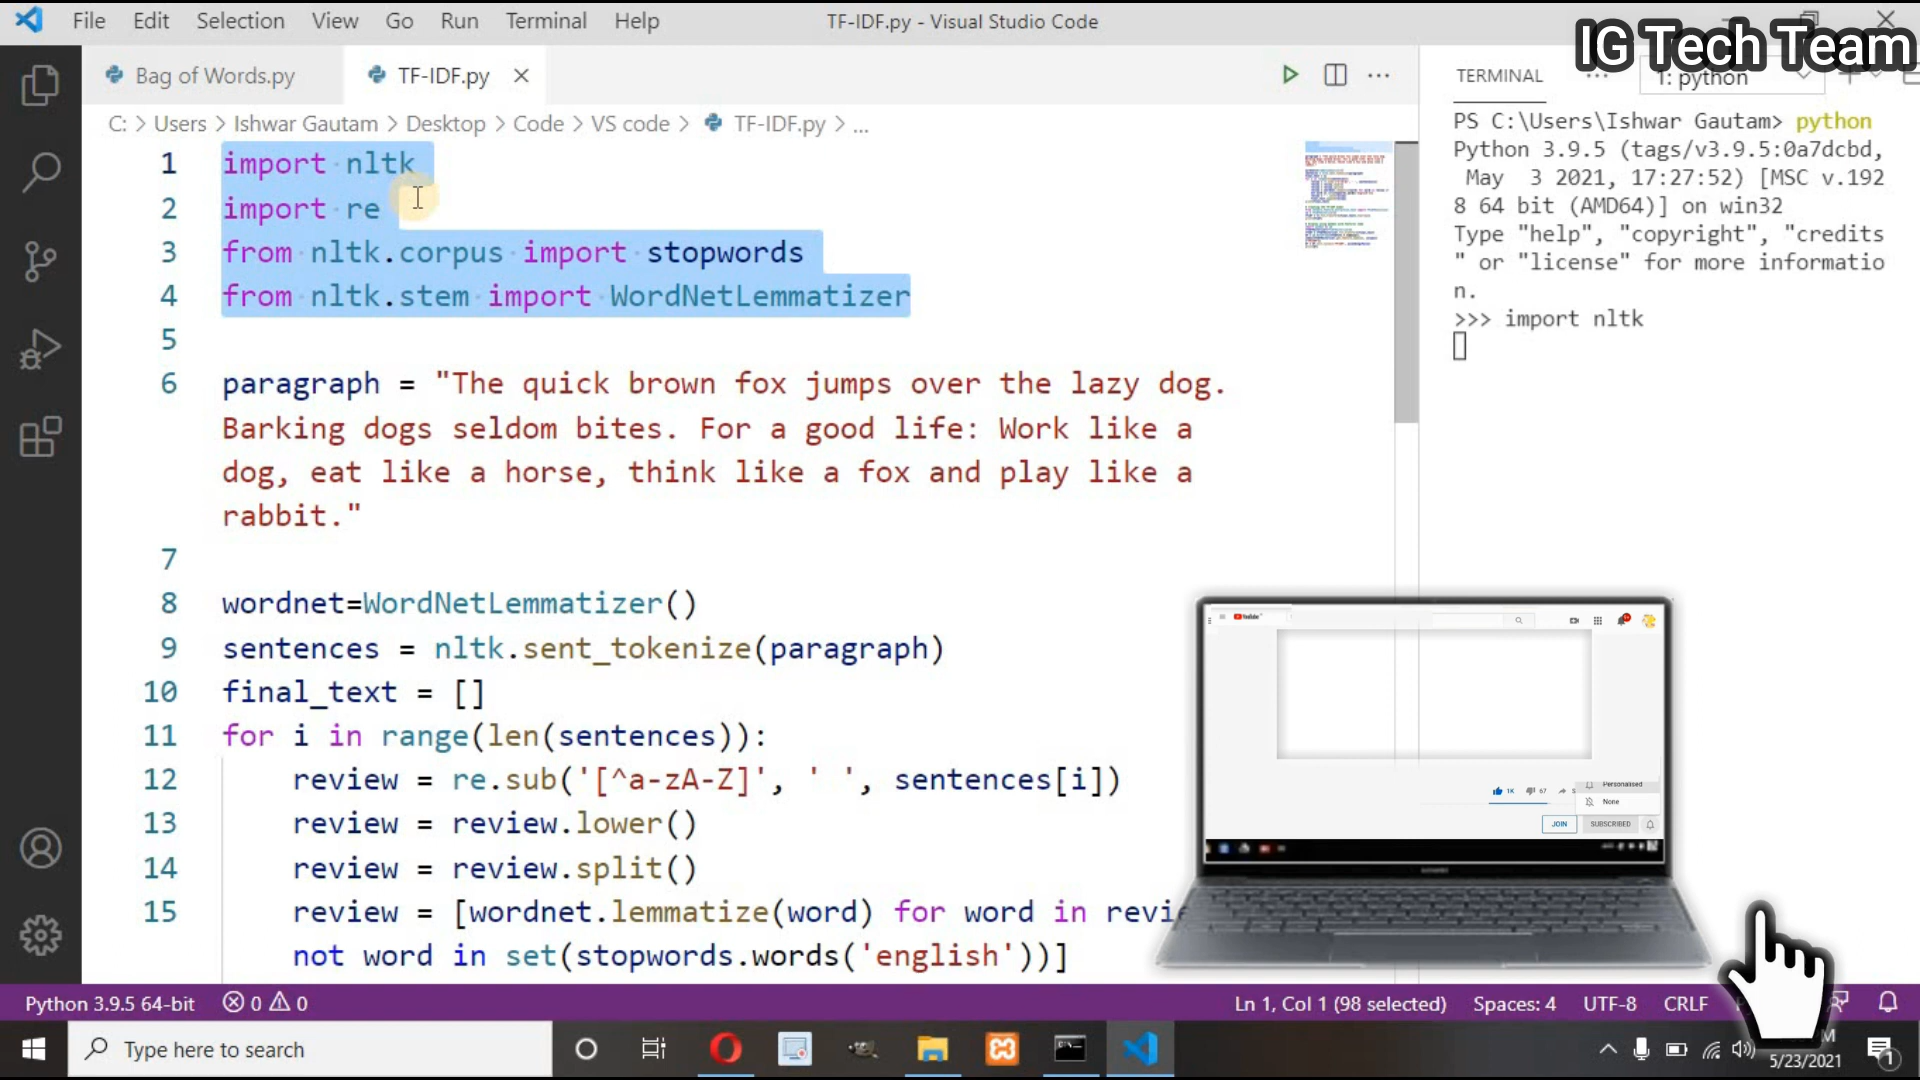 File Edit Selection View Go Run Terminal Help
TF-IDF.py - Visual Studio Code
IG Tech Team
Bag of Words.py
TF-IDF.py
TERMINAL
1: python
C: > Users > Ishwar Gautam > Desktop > Code > VS code > TF-IDF.py > ...
1 import nltk
2 import re
3 from nltk.corpus import stopwords
4 from nltk.stem import WordNetLemmatizer
5
6 paragraph = "The quick brown fox jumps over the lazy dog.
Barking dogs seldom bites. For a good life: Work like a
dog, eat like a horse, think like a fox and play like a
rabbit."
7
8 wordnet=WordNetLemmatizer()
9 sentences = nltk.sent_tokenize(paragraph)
10 final_text = []
11 for i in range(len(sentences)):
12 review = re.sub('[^a-zA-Z]', ' ', sentences[i])
13 review = review.lower()
14 review = review.split()
15 review = [wordnet.lemmatize(word) for word in revi
not word in set(stopwords.words('english'))]
PS C:\Users\Ishwar Gautam> python
Python 3.9.5 (tags/v3.9.5:0a7dcbd,
May 3 2021, 17:27:52) [MSC v.192
8 64 bit (AMD64)] on win32
Type "help", "copyright", "credits
" or "license" for more informatio
n.
>>> import nltk
YouTube
1K 67
Personalised
None
JOIN SUBSCRIBED
Python 3.9.5 64-bit 0 0
Ln 1, Col 1 (98 selected) Spaces: 4 UTF-8 CRLF
Type here to search
5/23/2021
1